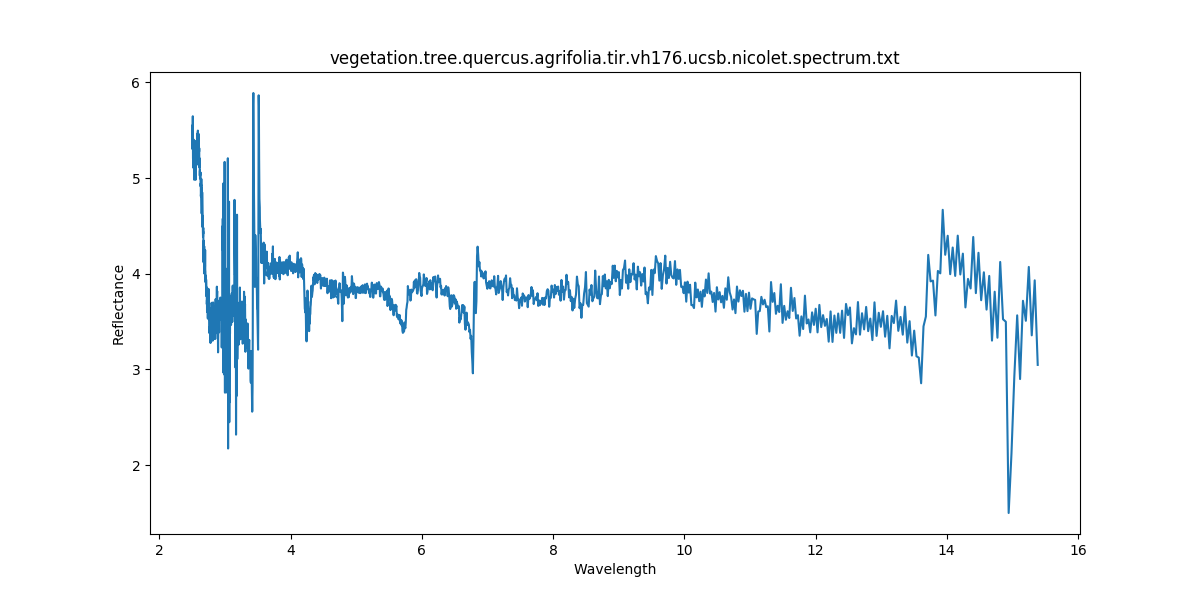 vegetation.tree.quercus.agrifolia.tir.vh176.ucsb.nicolet.spectrum.txt
6
5
4
3
2
Reflectance
2 4 6 8 10 12 14 16
Wavelength